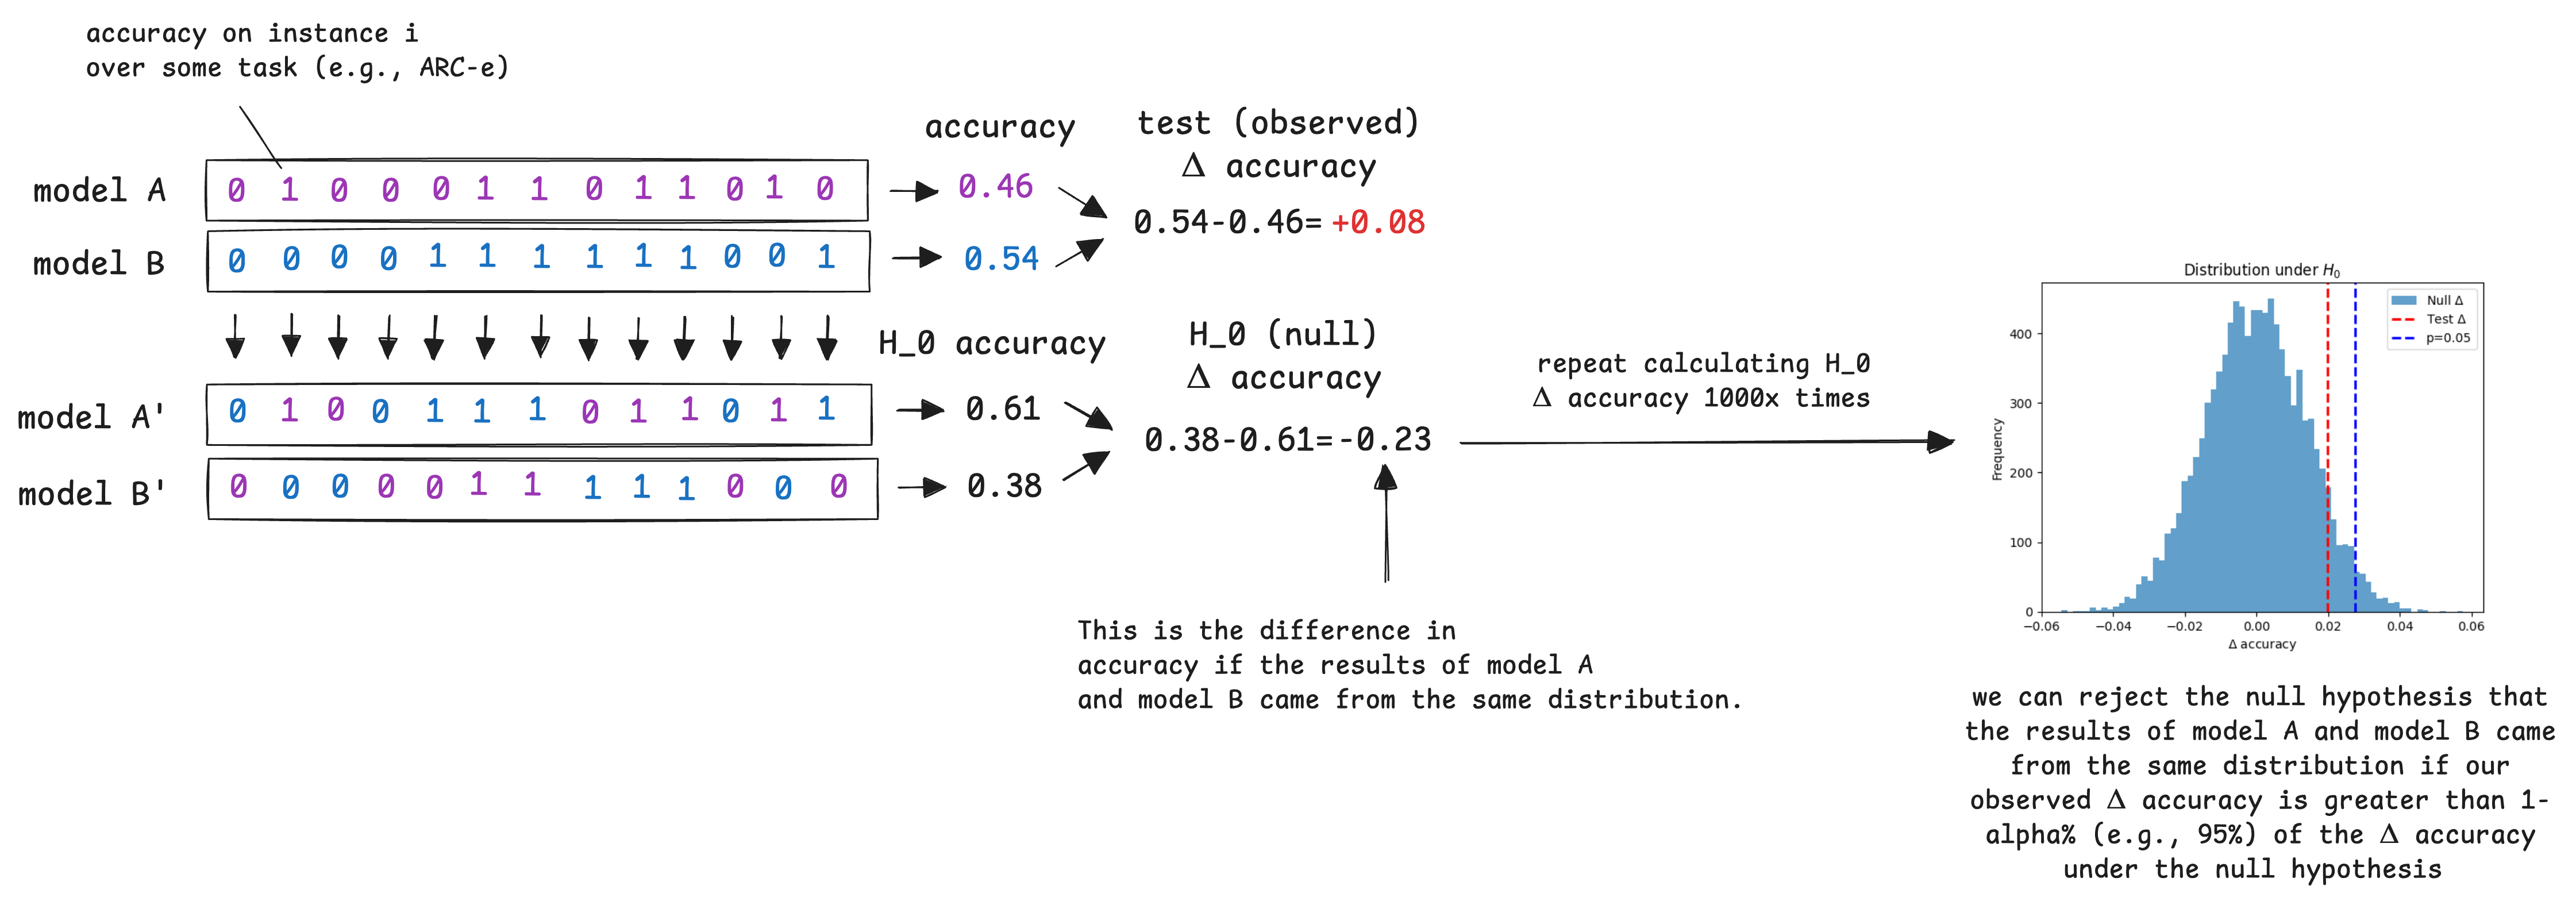 accuracy on instance i
over some task (e.g., ARC-e)
accuracy
test (observed)
Δ accuracy
model A
0 1 0 0 0 1 1 0 1 1 0 1 0
0.46
0.54-0.46= +0.08
model B
0 0 0 0 1 1 1 1 1 1 0 0 1
0.54
H_0 accuracy
H_0 (null)
Δ accuracy
model A'
0 1 0 0 1 1 1 0 1 1 0 1 1
0.61
0.38-0.61= -0.23
model B'
0 0 0 0 0 1 1 1 1 1 0 0 0
0.38
This is the difference in
accuracy if the results of model A
and model B came from the same distribution.
repeat calculating H_0
Δ accuracy 1000x times
Distribution under H₀
Null Δ
Test Δ
p=0.05
Frequency
400
300
200
100
0
−0.06 −0.04 −0.02 0.00 0.02 0.04 0.06
Δ accuracy
we can reject the null hypothesis that
the results of model A and model B came
from the same distribution if our
observed Δ accuracy is greater than 1-
alpha% (e.g., 95%) of the Δ accuracy
under the null hypothesis